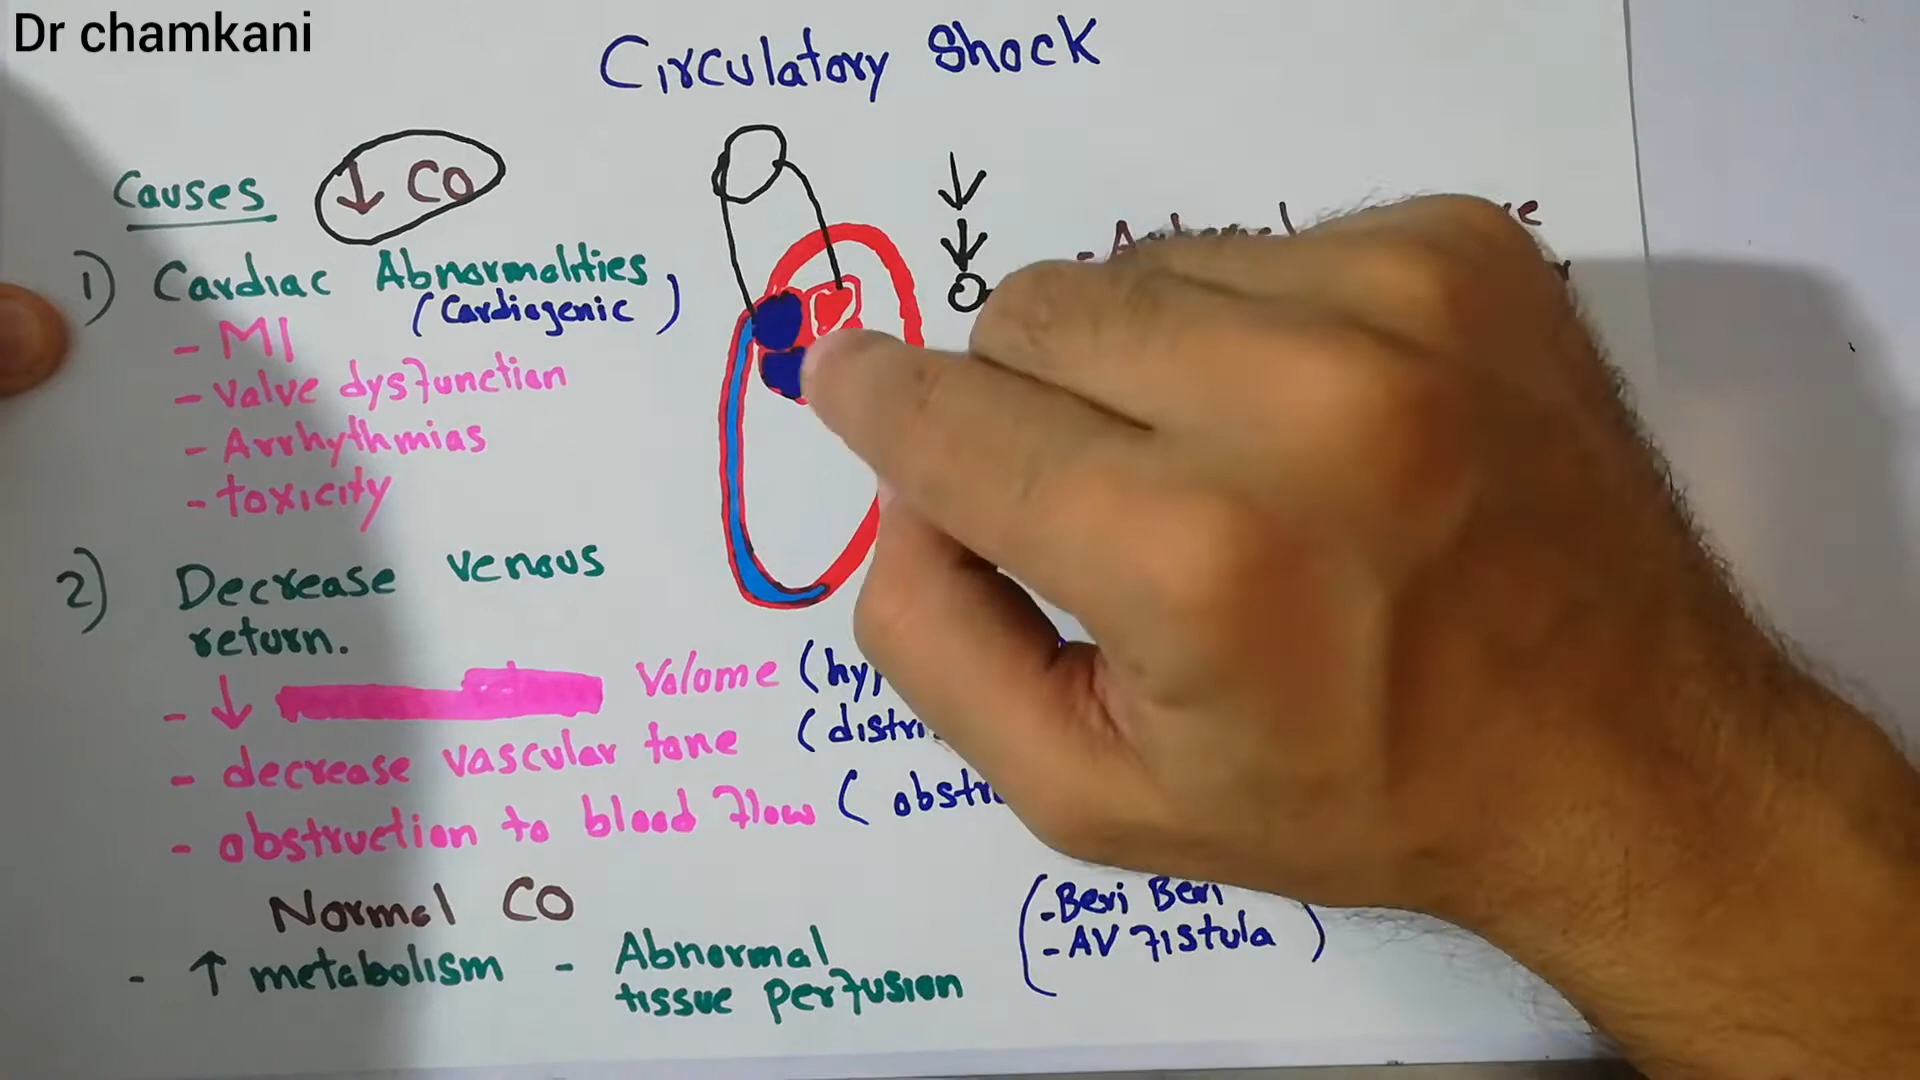 Dr chamkani
Circulatory Shock
Causes ↓ CO
1) Cardiac Abnormalities
(Cardiogenic)
- MI
- Valve dysfunction
- Arrhythmias
- toxicity
2) Decrease venous
return.
- ↓ Volume (hy
- decrease vascular tone (distri
- obstruction to blood flow (obstr
Normal CO
- ↑ metabolism - Abnormal
tissue perfusion
(- Beri Beri
- AV fistula)